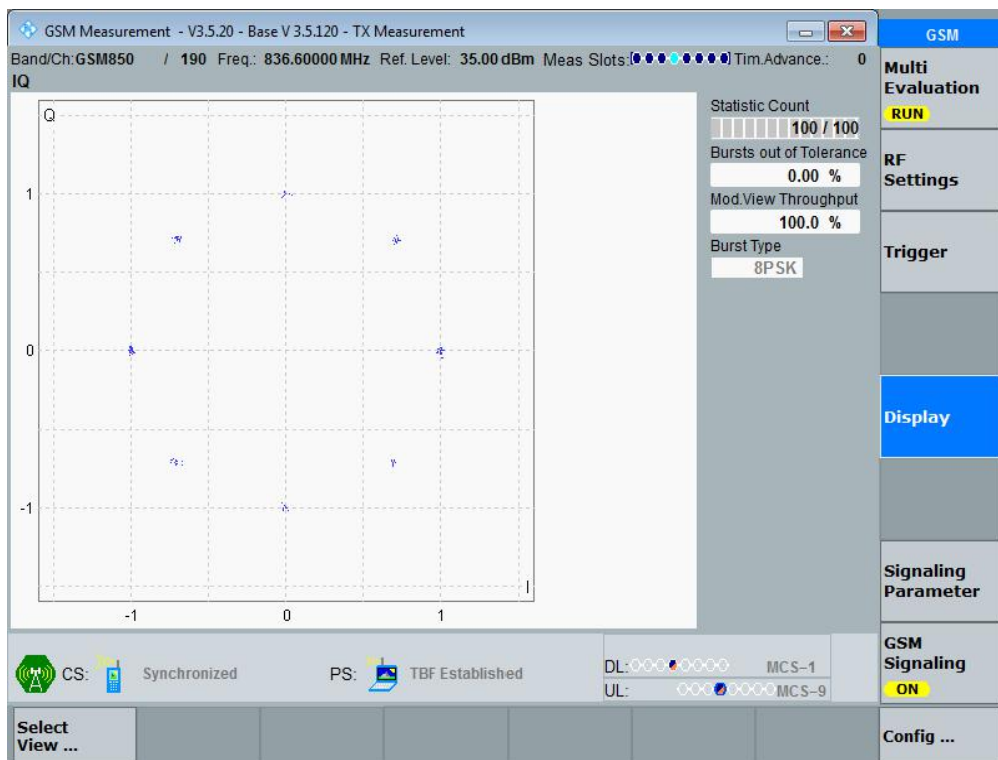 GSM Measurement - V3.5.20 - Base V 3.5.120 - TX Measurement
GSM
Band/Ch: GSM850 / 190 Freq.: 836.60000 MHz Ref. Level: 35.00 dBm Meas Slots: Tim.Advance.: 0
IQ
Multi
Evaluation
RUN
Q
Statistic Count
100 / 100
Bursts out of Tolerance
0.00 %
Mod.View Throughput
100.0 %
Burst Type
8PSK
RF
Settings
Trigger
1
0
-1
I
-1 0 1
Display
Signaling
Parameter
GSM
Signaling
ON
CS: Synchronized PS: TBF Established DL: MCS-1
UL: MCS-9
Select
View ...
Config ...